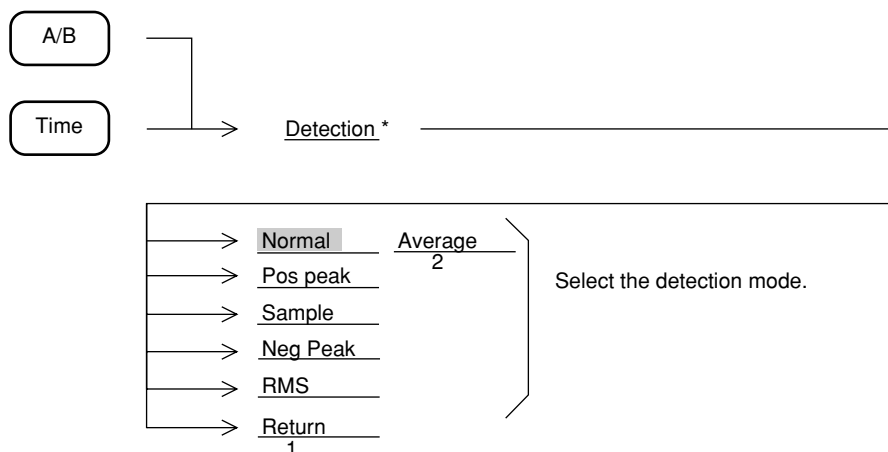 A/B
Time
Detection *
Normal Average
2
Pos peak
Select the detection mode.
Sample
Neg Peak
RMS
Return
1